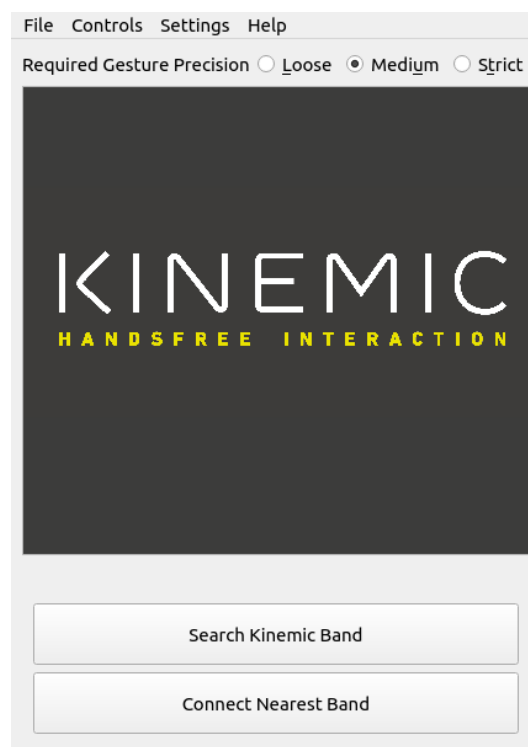 File Controls Settings Help
Required Gesture Precision Loose Medium Strict
KINEMIC
HANDSFREE INTERACTION
Search Kinemic Band
Connect Nearest Band